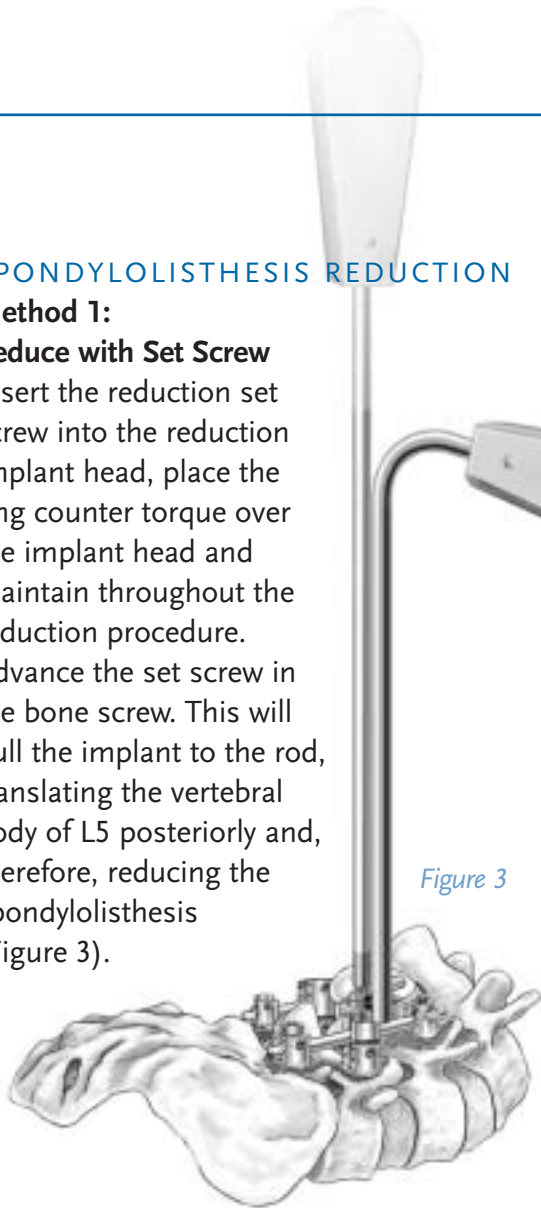 PONDYLOLISTHESIS REDUCTION
ethod 1:
educe with Set Screw
sert the reduction set
crew into the reduction
mplant head, place the
ng counter torque over
e implant head and
aintain throughout the
duction procedure.
dvance the set screw in
e bone screw. This will
ull the implant to the rod,
anslating the vertebral
ody of L5 posteriorly and,
erefore, reducing the
pondylolisthesis
igure 3).
Figure 3